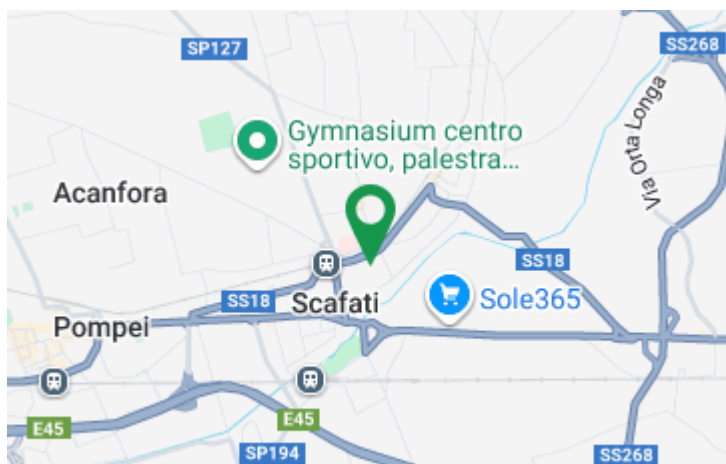 SP127
SS268
Gymnasium centro
sportivo, palestra...
Via Orta Longa
Acanfora
SS18
SS18
Scafati
Sole365
Pompei
E45
E45
SP194
SS268